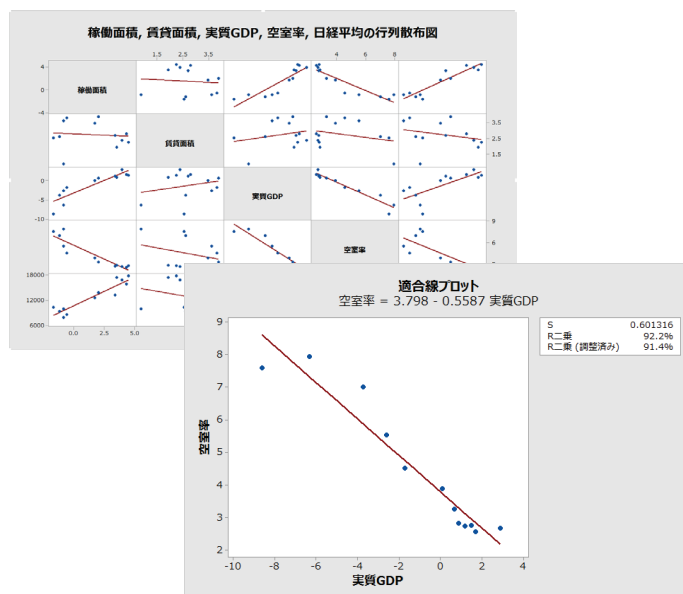 稼働面積, 賃貸面積, 実質GDP, 空室率, 日経平均の行列散布図
1.5 2.5 3.5 4 6 8
4
0
-4
稼働面積
賃貸面積
3.5
2.5
1.5
0
-5
-10
実質GDP
空室率
9
6
3
18000
12000
6000
0.0 2.5 5.0
適合線プロット
空室率 = 3.798 - 0.5587 実質GDP
S 0.601316
R二乗 92.2%
R二乗 (調整済み) 91.4%
9
8
7
6
5
4
3
2
空室率
-10 -8 -6 -4 -2 0 2 4
実質GDP